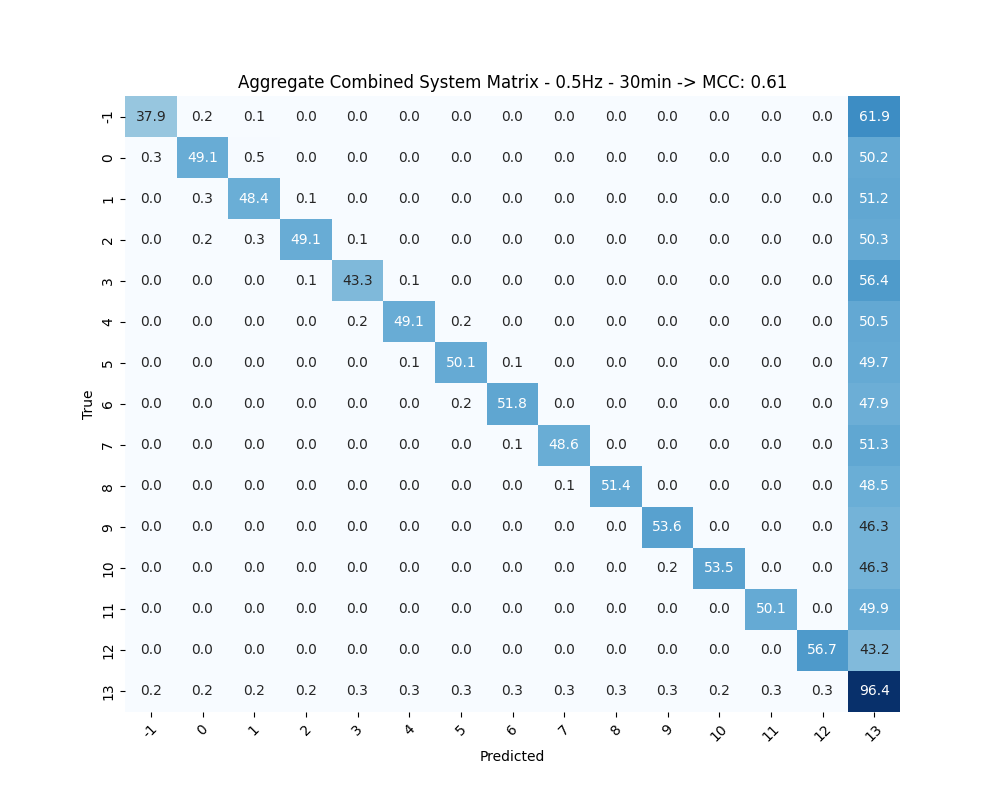 Aggregate Combined System Matrix - 0.5Hz - 30min -> MCC: 0.61
-1 37.9 0.2 0.1 0.0 0.0 0.0 0.0 0.0 0.0 0.0 0.0 0.0 0.0 0.0 61.9
0 0.3 49.1 0.5 0.0 0.0 0.0 0.0 0.0 0.0 0.0 0.0 0.0 0.0 0.0 50.2
1 0.0 0.3 48.4 0.1 0.0 0.0 0.0 0.0 0.0 0.0 0.0 0.0 0.0 0.0 51.2
2 0.0 0.2 0.3 49.1 0.1 0.0 0.0 0.0 0.0 0.0 0.0 0.0 0.0 0.0 50.3
3 0.0 0.0 0.0 0.1 43.3 0.1 0.0 0.0 0.0 0.0 0.0 0.0 0.0 0.0 56.4
4 0.0 0.0 0.0 0.0 0.2 49.1 0.2 0.0 0.0 0.0 0.0 0.0 0.0 0.0 50.5
5 0.0 0.0 0.0 0.0 0.0 0.1 50.1 0.1 0.0 0.0 0.0 0.0 0.0 0.0 49.7
6 0.0 0.0 0.0 0.0 0.0 0.0 0.2 51.8 0.0 0.0 0.0 0.0 0.0 0.0 47.9
7 0.0 0.0 0.0 0.0 0.0 0.0 0.0 0.1 48.6 0.0 0.0 0.0 0.0 0.0 51.3
8 0.0 0.0 0.0 0.0 0.0 0.0 0.0 0.0 0.1 51.4 0.0 0.0 0.0 0.0 48.5
9 0.0 0.0 0.0 0.0 0.0 0.0 0.0 0.0 0.0 0.0 53.6 0.0 0.0 0.0 46.3
10 0.0 0.0 0.0 0.0 0.0 0.0 0.0 0.0 0.0 0.0 0.2 53.5 0.0 0.0 46.3
11 0.0 0.0 0.0 0.0 0.0 0.0 0.0 0.0 0.0 0.0 0.0 0.0 50.1 0.0 49.9
12 0.0 0.0 0.0 0.0 0.0 0.0 0.0 0.0 0.0 0.0 0.0 0.0 0.0 56.7 43.2
13 0.2 0.2 0.2 0.2 0.3 0.3 0.3 0.3 0.3 0.3 0.3 0.2 0.3 0.3 96.4
True
-1 0 1 2 3 4 5 6 7 8 9 10 11 12 13
Predicted